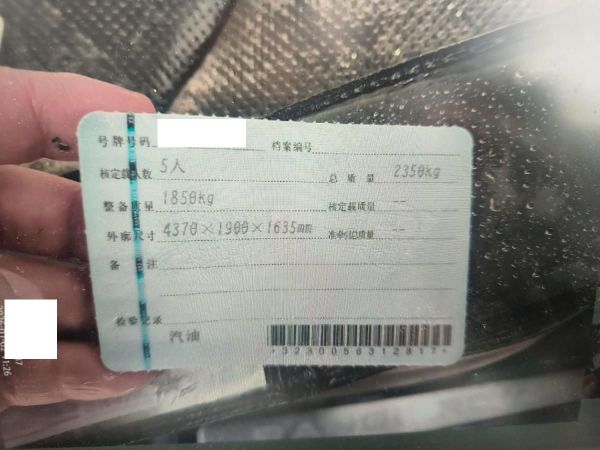 号牌号码 档案编号
核定载人数 5人 总质量 2350kg
整备质量 1850kg 核定载质量 --
外廓尺寸 4370×1900×1635mm 准牵引总质量 --
备注
检验记录
汽油
*3230056312817*